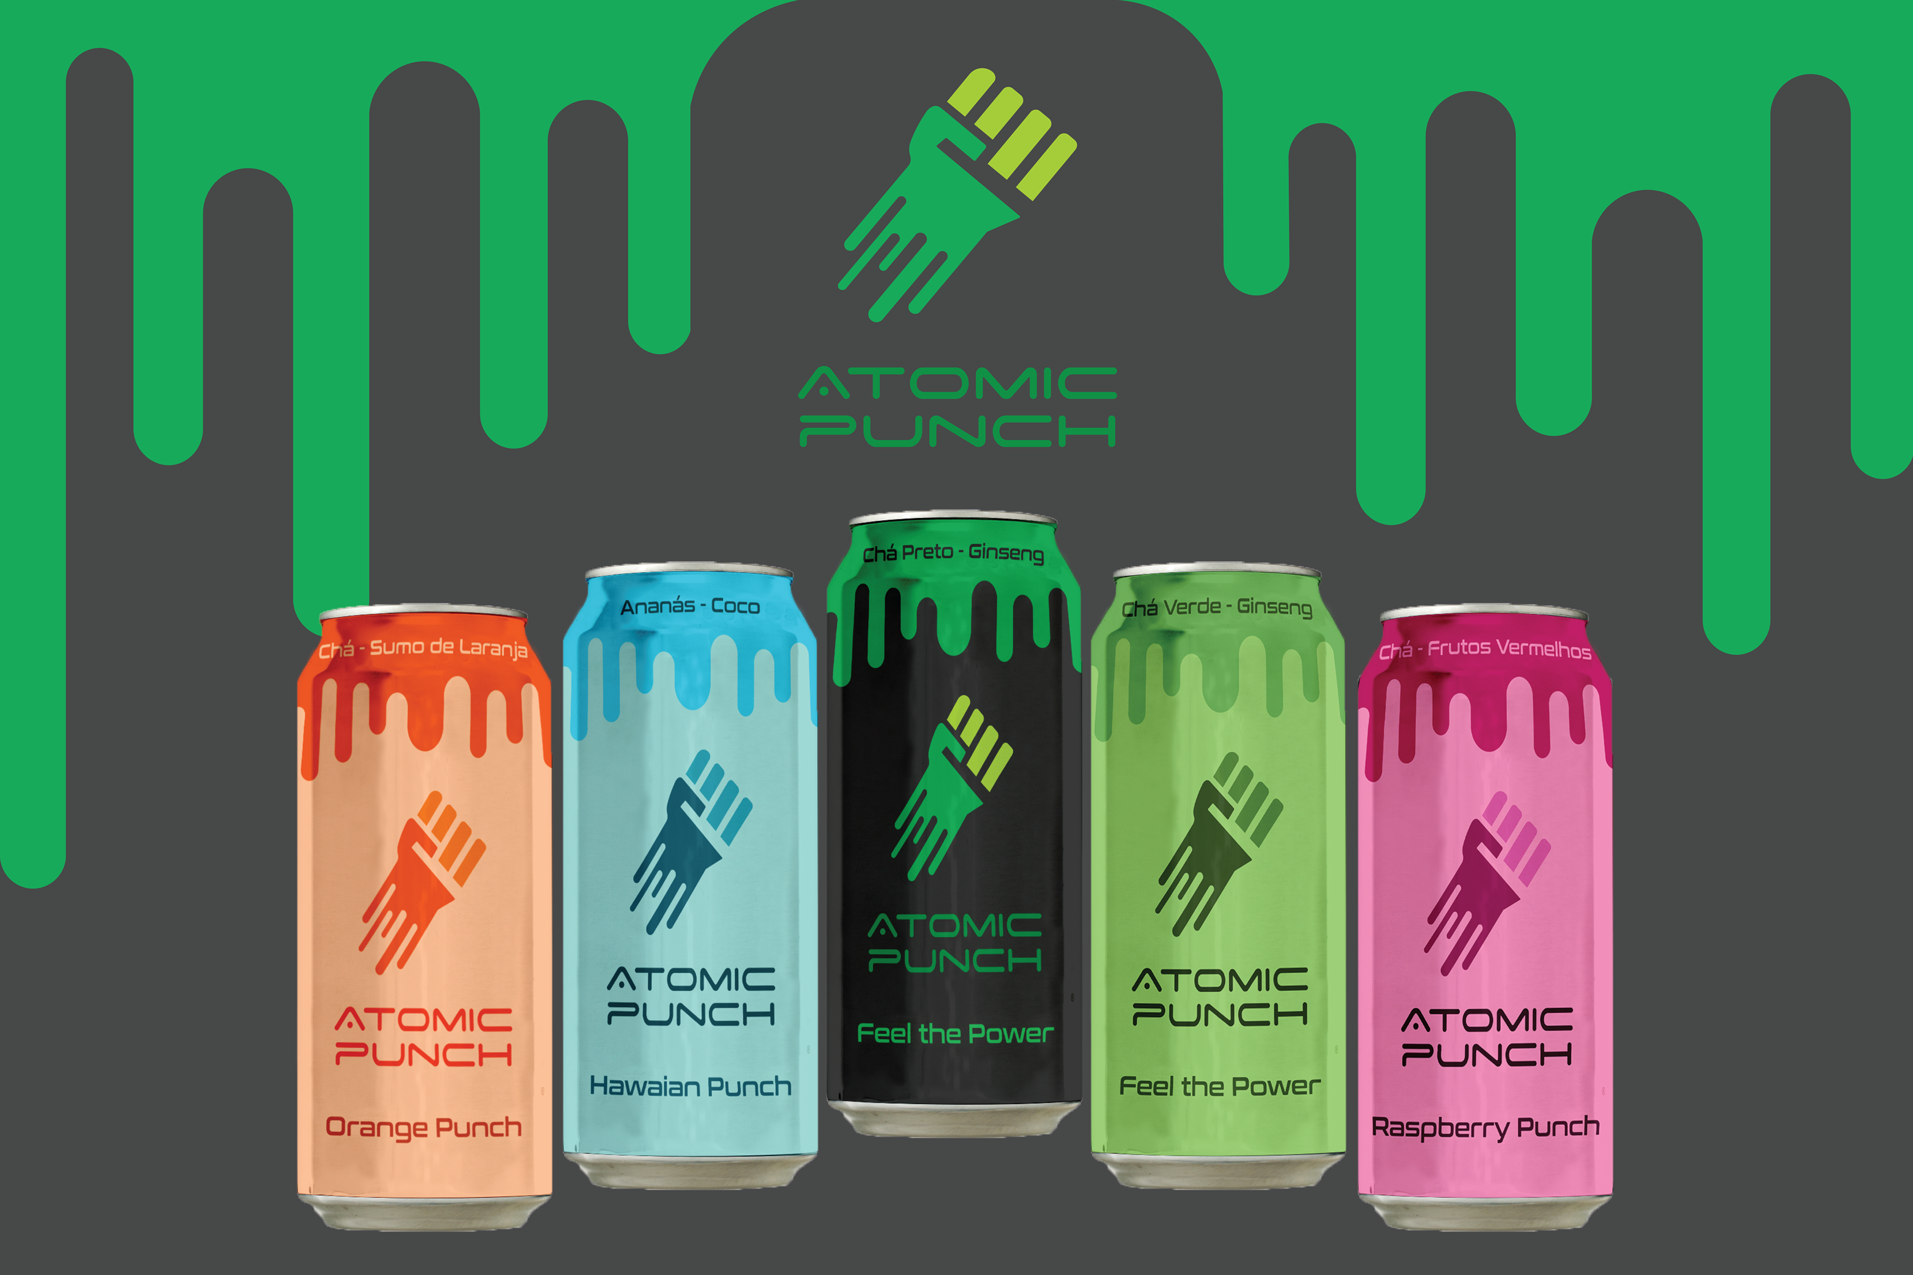 ATOMIC
PUNCH
Chá - Sumo de Laranja
ATOMIC
PUNCH
Orange Punch
Ananás - Coco
ATOMIC
PUNCH
Hawaian Punch
Chá Preto - Ginseng
ATOMIC
PUNCH
Feel the Power
Chá Verde - Ginseng
ATOMIC
PUNCH
Feel the Power
Chá - Frutos Vermelhos
ATOMIC
PUNCH
Raspberry Punch